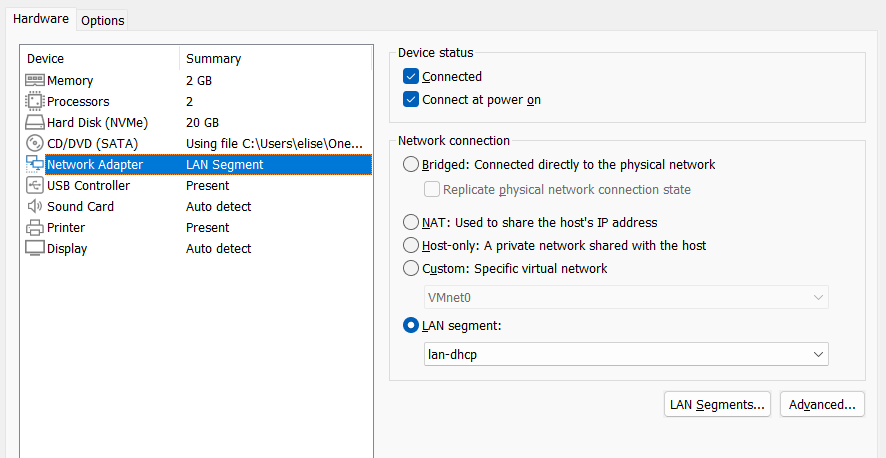 Hardware
Options
Device Summary
Memory 2 GB
Processors 2
Hard Disk (NVMe) 20 GB
CD/DVD (SATA) Using file C:\Users\elise\One...
Network Adapter LAN Segment
USB Controller Present
Sound Card Auto detect
Printer Present
Display Auto detect
Device status
Connected
Connect at power on
Network connection
Bridged: Connected directly to the physical network
Replicate physical network connection state
NAT: Used to share the host's IP address
Host-only: A private network shared with the host
Custom: Specific virtual network
VMnet0
LAN segment:
lan-dhcp
LAN Segments...
Advanced...